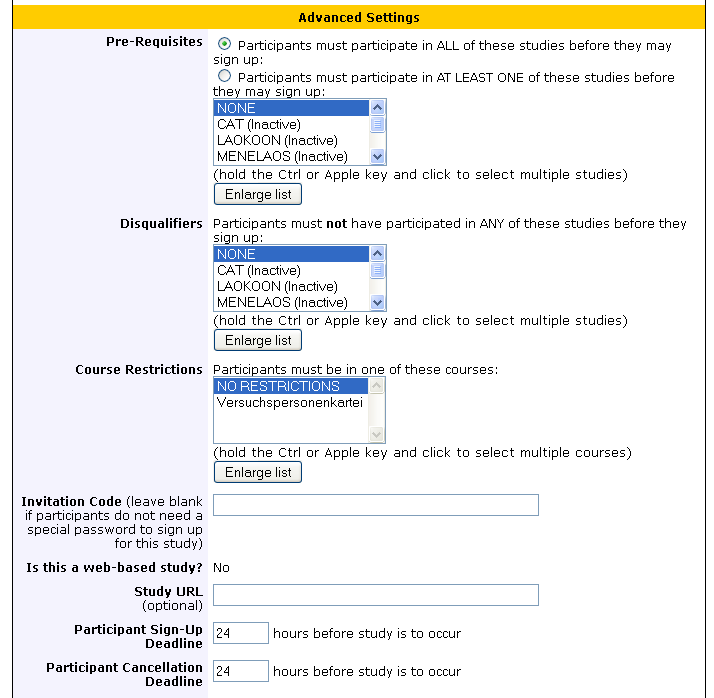 Advanced Settings
Pre-Requisites
Participants must participate in ALL of these studies before they may
sign up:
Participants must participate in AT LEAST ONE of these studies before
they may sign up:
NONE
CAT (Inactive)
LAOKOON (Inactive)
MENELAOS (Inactive)
(hold the Ctrl or Apple key and click to select multiple studies)
Enlarge list
Disqualifiers
Participants must not have participated in ANY of these studies before they
sign up:
NONE
CAT (Inactive)
LAOKOON (Inactive)
MENELAOS (Inactive)
(hold the Ctrl or Apple key and click to select multiple studies)
Enlarge list
Course Restrictions
Participants must be in one of these courses:
NO RESTRICTIONS
Versuchspersonenkartei
(hold the Ctrl or Apple key and click to select multiple courses)
Enlarge list
Invitation Code (leave blank
if participants do not need a
special password to sign up
for this study)
Is this a web-based study? No
Study URL
(optional)
Participant Sign-Up
Deadline
24 hours before study is to occur
Participant Cancellation
Deadline
24 hours before study is to occur